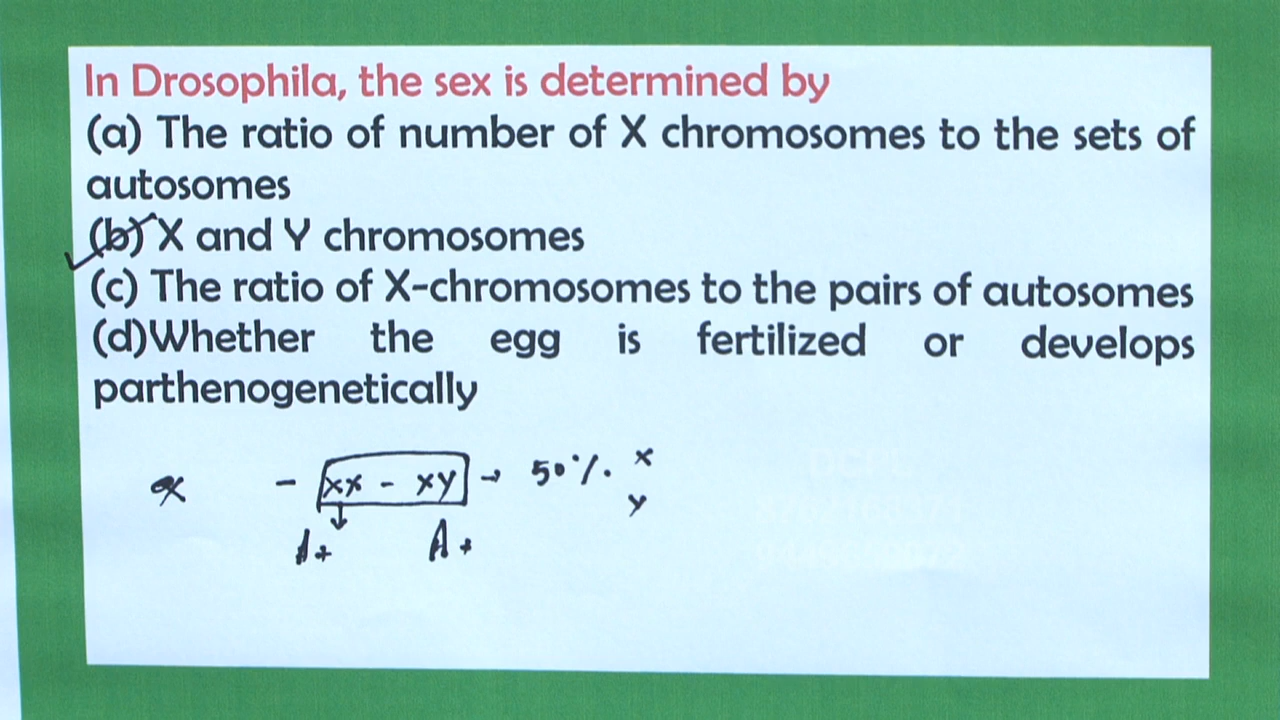 In Drosophila, the sex is determined by
(a) The ratio of number of X chromosomes to the sets of
autosomes
(b) X and Y chromosomes
(c) The ratio of X-chromosomes to the pairs of autosomes
(d)Whether the egg is fertilized or develops
parthenogenetically
- xx - xy → 50%. x
y
A+ A+